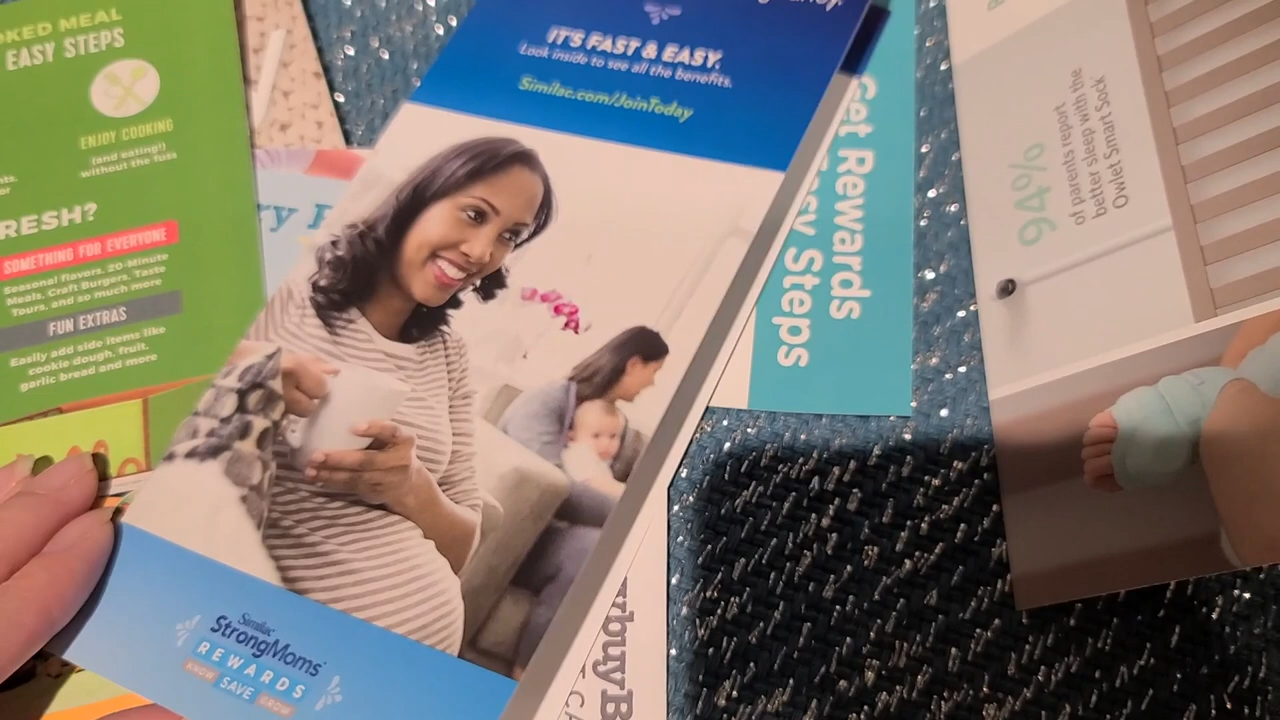 OKED MEAL
EASY STEPS
ENJOY COOKING
(and eating!)
without the fuss
RESH?
SOMETHING FOR EVERYONE
Seasonal flavors, 20-Minute
Meals, Craft Burgers, Taste
Tours, and so much more
FUN EXTRAS
Easily add side items like
cookie dough, fruit,
garlic bread and more
IT'S FAST & EASY.
Look inside to see all the benefits.
Similac.com/JoinToday
Similac
StrongMoms
REWARDS
KNOW SAVE GROW
Get Rewards
Easy Steps
94%
of parents report
better sleep with the
Owlet Smart Sock
buybuyB